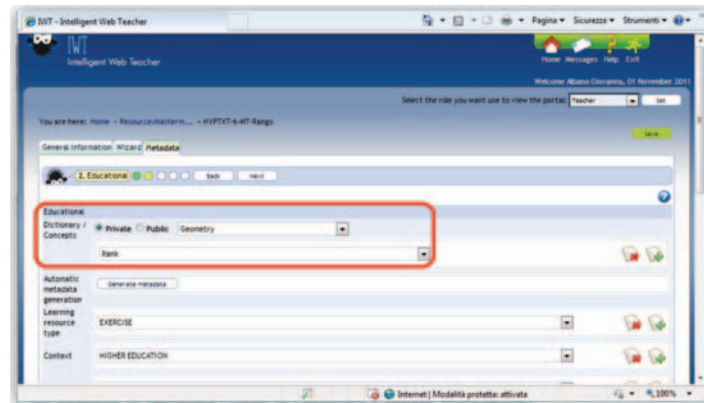 IWT - Intelligent Web Teacher
Pagina Sicurezza Strumenti
IWT
Intelligent Web Teacher
Home Messages Help Exit
Welcome Albano Giovannina, 01 November 2011
Select the role you want use to view the portal: Teacher Set
You are here: Home - ResourcesMasterIn... - HYPTXT-6-MT-Rango
Save
General Information Wizard Metadata
2. Educational Back Next
Educational
Dictionary / Concepts Private Public Geometry
Rank
Automatic metadata generation Generate metadata
Learning resource type EXERCISE
Context HIGHER EDUCATION
Internet | Modalità protetta: attivata 100%